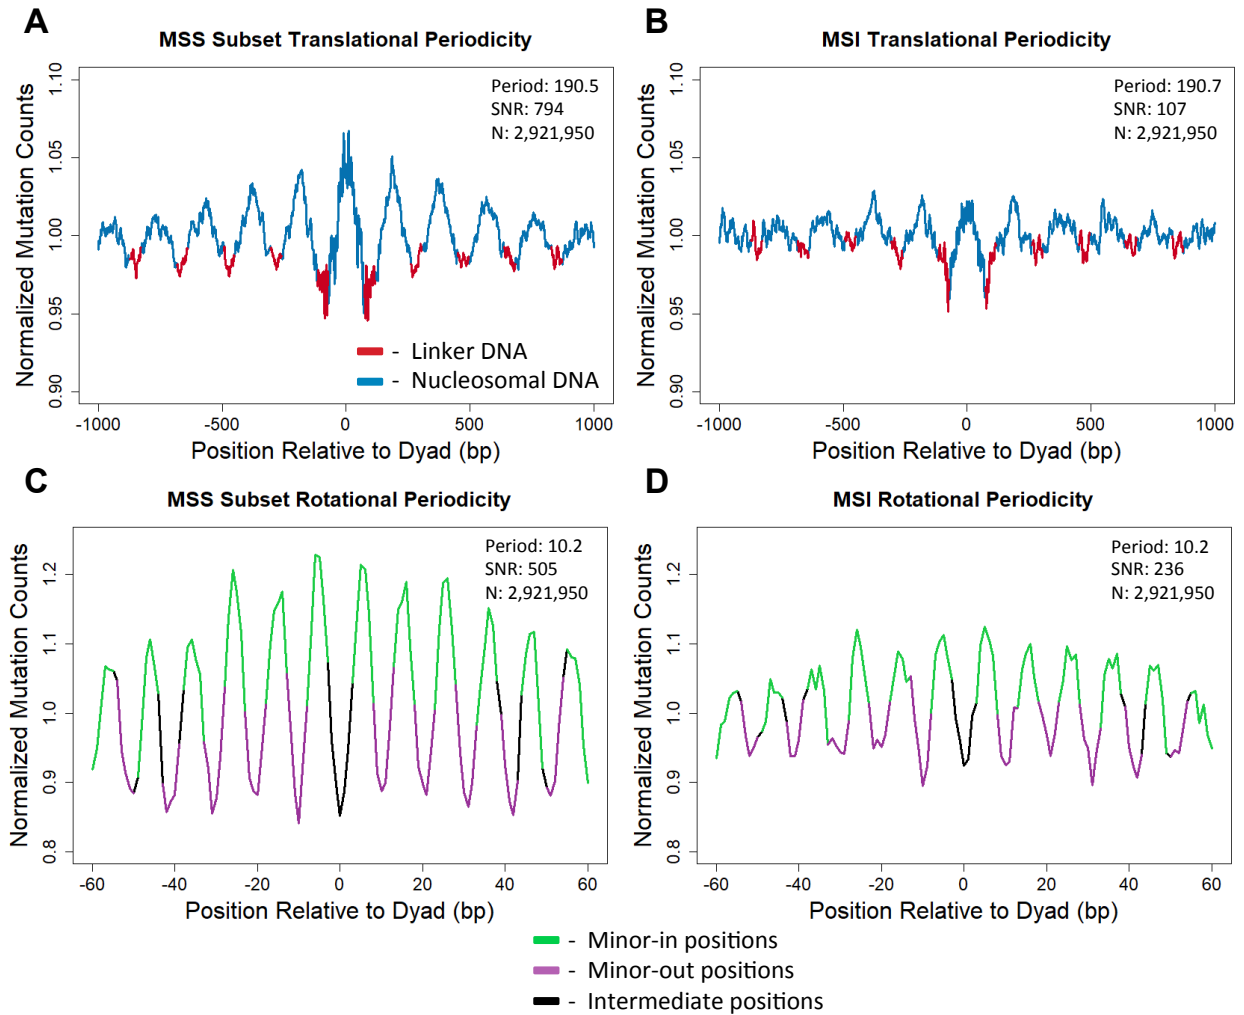 A
MSS Subset Translational Periodicity
Normalized Mutation Counts
1.10
1.05
1.00
0.95
0.90
Period: 190.5
SNR: 794
N: 2,921,950
- Linker DNA
- Nucleosomal DNA
-1000 -500 0 500 1000
Position Relative to Dyad (bp)
B
MSI Translational Periodicity
Normalized Mutation Counts
1.10
1.05
1.00
0.95
0.90
Period: 190.7
SNR: 107
N: 2,921,950
-1000 -500 0 500 1000
Position Relative to Dyad (bp)
C
MSS Subset Rotational Periodicity
Normalized Mutation Counts
1.2
1.1
1.0
0.9
0.8
Period: 10.2
SNR: 505
N: 2,921,950
-60 -40 -20 0 20 40 60
Position Relative to Dyad (bp)
D
MSI Rotational Periodicity
Normalized Mutation Counts
1.2
1.1
1.0
0.9
0.8
Period: 10.2
SNR: 236
N: 2,921,950
-60 -40 -20 0 20 40 60
Position Relative to Dyad (bp)
- Minor-in positions
- Minor-out positions
- Intermediate positions